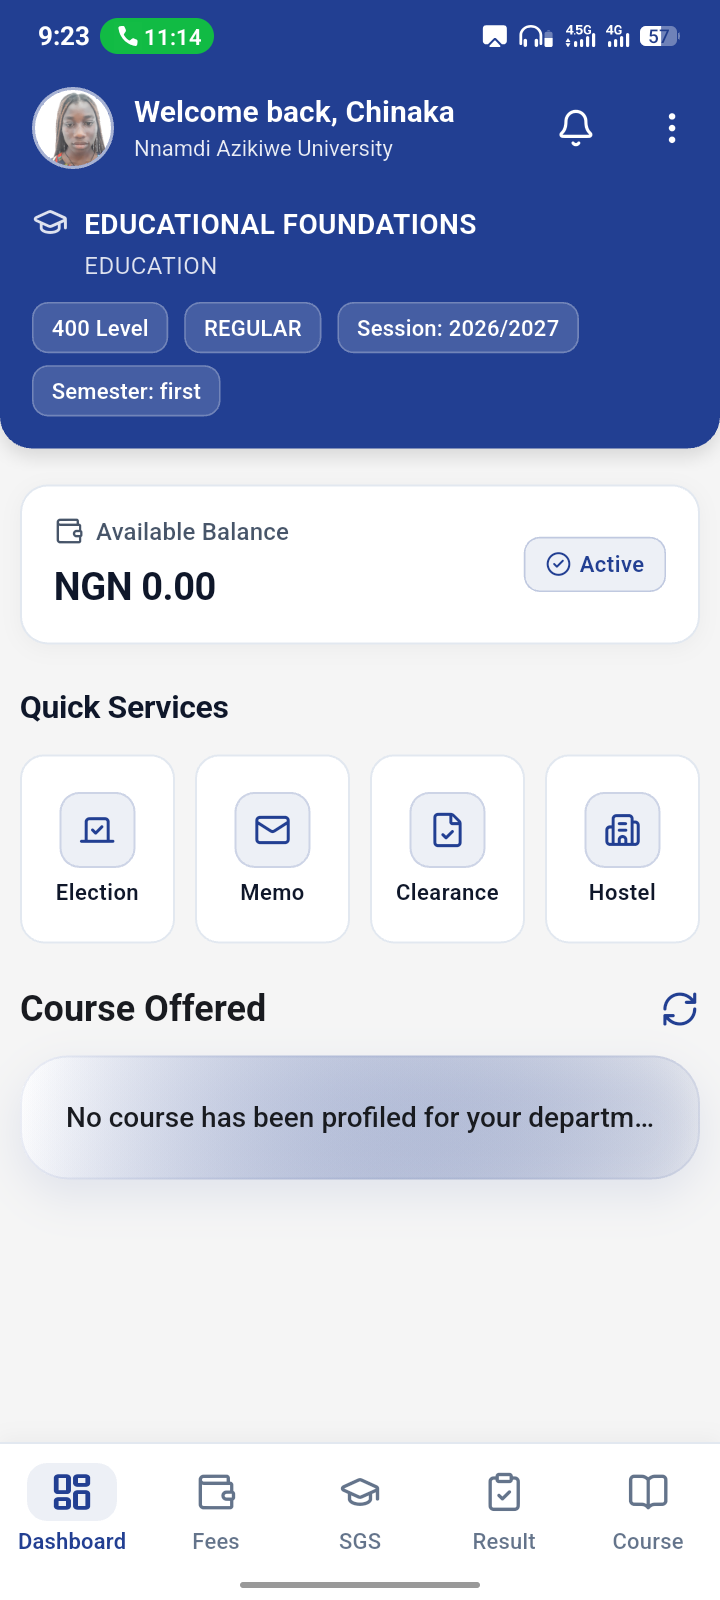 9:23 11:14 4.5G 4G 57
Welcome back, Chinaka
Nnamdi Azikiwe University
EDUCATIONAL FOUNDATIONS
EDUCATION
400 Level REGULAR Session: 2026/2027
Semester: first
Available Balance
NGN 0.00
Active
Quick Services
Election Memo Clearance Hostel
Course Offered
No course has been profiled for your departm...
Dashboard Fees SGS Result Course